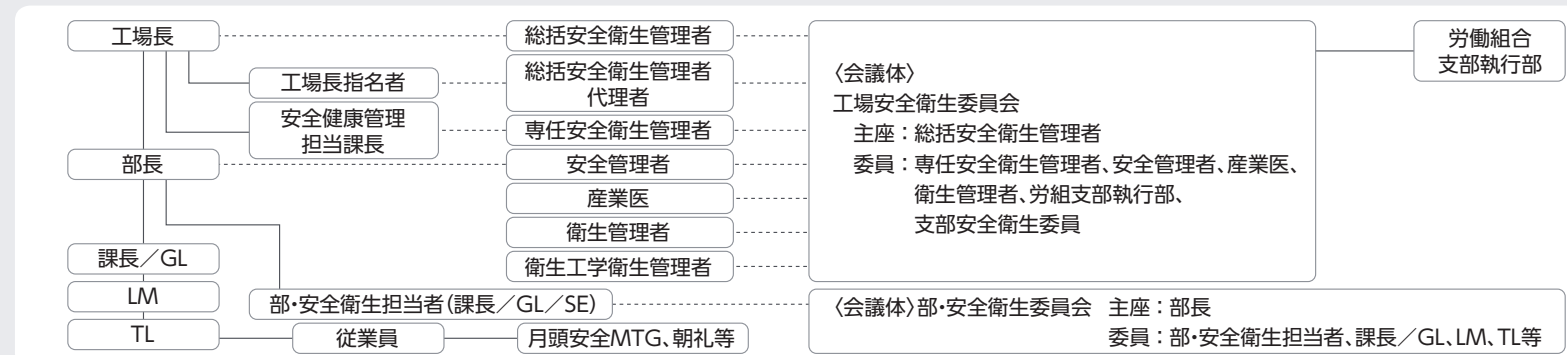 工場長
総括安全衛生管理者
労働組合
支部執行部
工場長指名者
総括安全衛生管理者
代理者
安全健康管理
担当課長
専任安全衛生管理者
部長
安全管理者
産業医
衛生管理者
衛生工学衛生管理者
〈会議体〉
工場安全衛生委員会
主座：総括安全衛生管理者
委員：専任安全衛生管理者、安全管理者、産業医、
衛生管理者、労組支部執行部、
支部安全衛生委員
課長／GL
LM
部・安全衛生担当者(課長／GL／SE)
〈会議体〉部・安全衛生委員会 主座：部長
委員：部・安全衛生担当者、課長／GL、LM、TL等
TL
従業員
月頭安全MTG、朝礼等